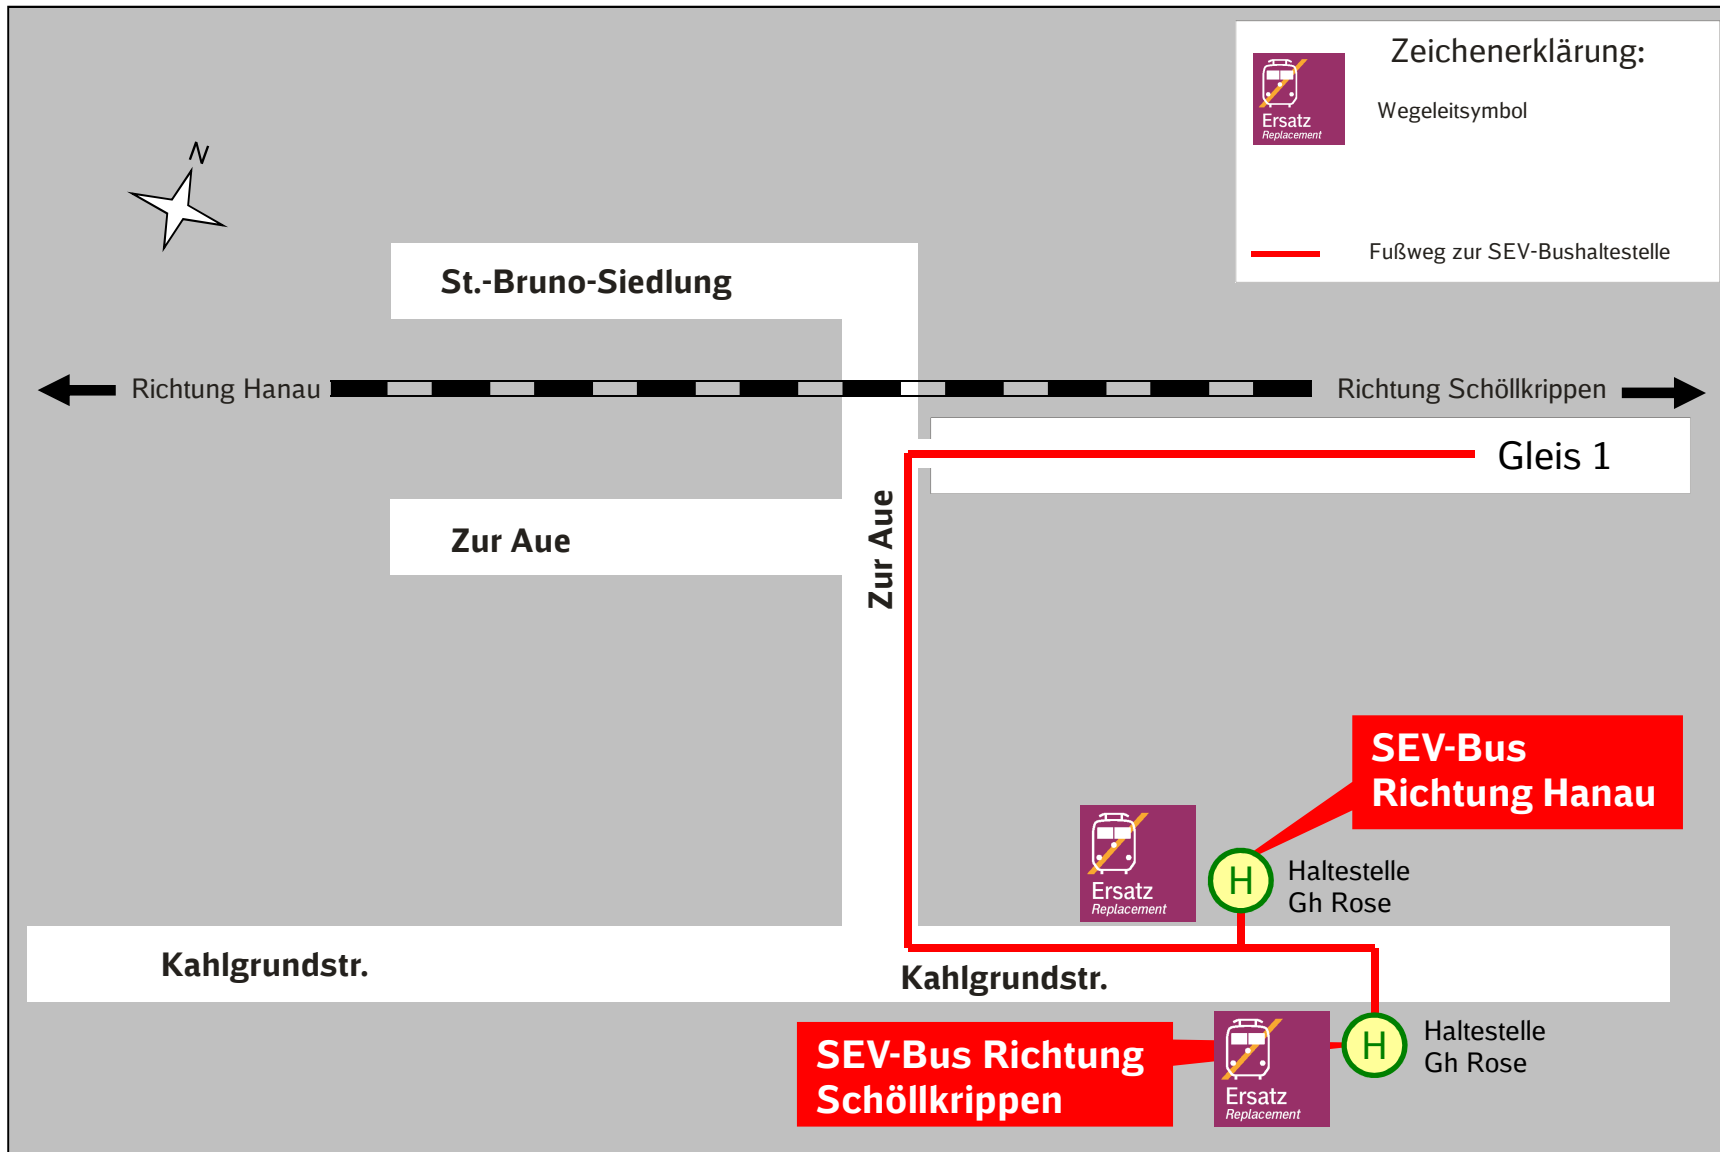 Zeichenerklärung:
Ersatz
Replacement
Wegeleitsymbol
Fußweg zur SEV-Bushaltestelle
N
St.-Bruno-Siedlung
Richtung Hanau
Richtung Schöllkrippen
Gleis 1
Zur Aue
Zur Aue
SEV-Bus
Richtung Hanau
Ersatz
Replacement
H
Haltestelle
Gh Rose
Kahlgrundstr.
Kahlgrundstr.
SEV-Bus Richtung
Schöllkrippen
Ersatz
Replacement
H
Haltestelle
Gh Rose